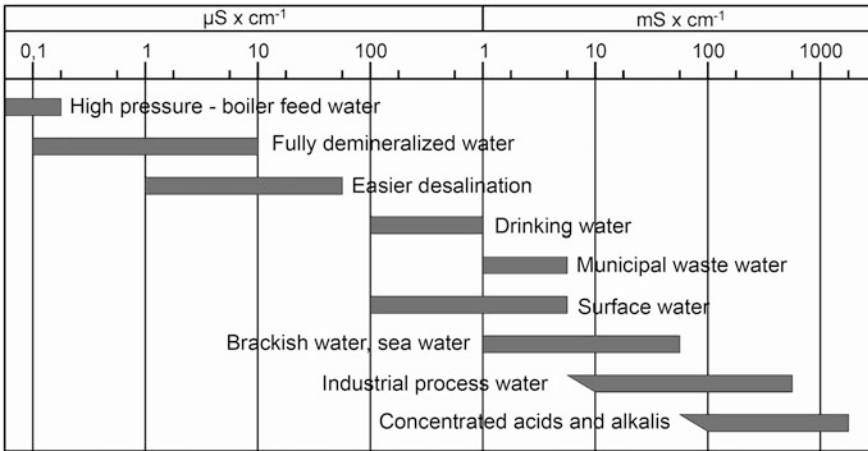 µS x cm⁻¹ mS x cm⁻¹
0,1 1 10 100 1 10 100 1000
High pressure - boiler feed water
Fully demineralized water
Easier desalination
Drinking water
Municipal waste water
Surface water
Brackish water, sea water
Industrial process water
Concentrated acids and alkalis